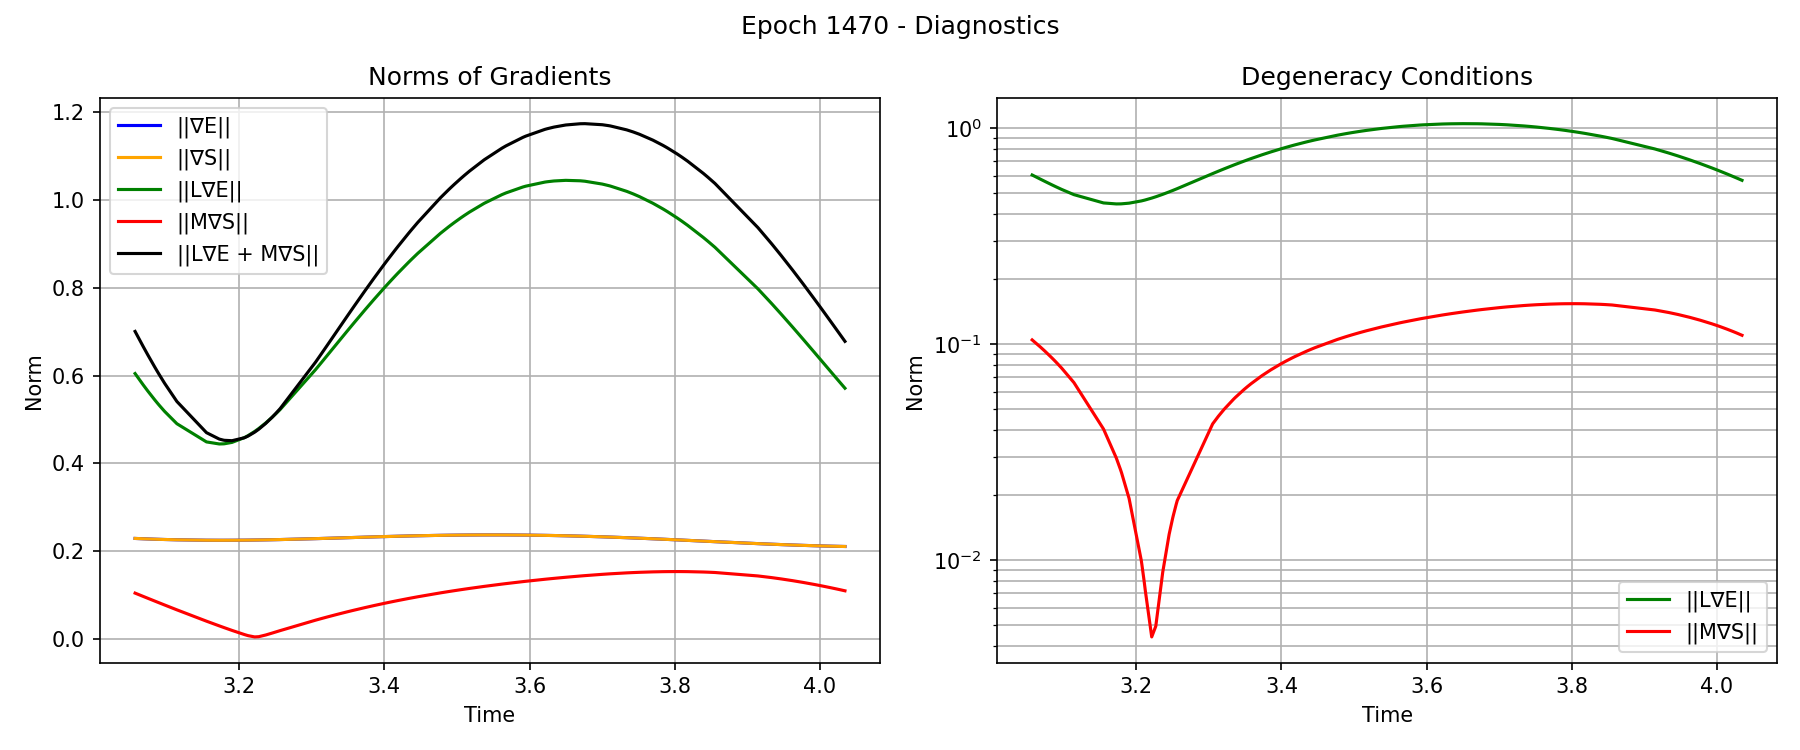 Epoch 1470 - Diagnostics
Norms of Gradients
1.2
1.0
0.8
0.6
0.4
0.2
0.0
Norm
||∇E||
||∇S||
||L∇E||
||M∇S||
||L∇E + M∇S||
3.2
3.4
3.6
3.8
4.0
Time
Degeneracy Conditions
10⁰
10⁻¹
10⁻²
Norm
||L∇E||
||M∇S||
3.2
3.4
3.6
3.8
4.0
Time